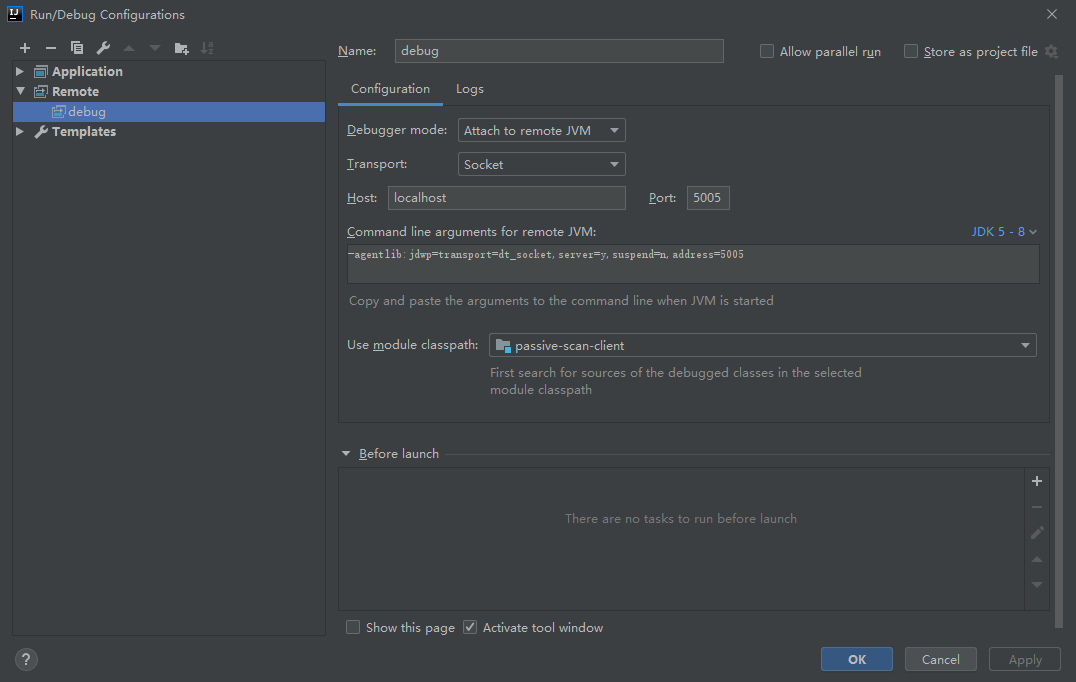 IJ Run/Debug Configurations
Name: debug
Allow parallel run
Store as project file
Application
Remote
debug
Templates
Configuration
Logs
Debugger mode: Attach to remote JVM
Transport: Socket
Host: localhost
Port: 5005
Command line arguments for remote JVM:
JDK 5 - 8
-agentlib:jdwp=transport=dt_socket,server=y,suspend=n,address=5005
Copy and paste the arguments to the command line when JVM is started
Use module classpath: passive-scan-client
First search for sources of the debugged classes in the selected
module classpath
Before launch
There are no tasks to run before launch
Show this page
Activate tool window
?
OK
Cancel
Apply